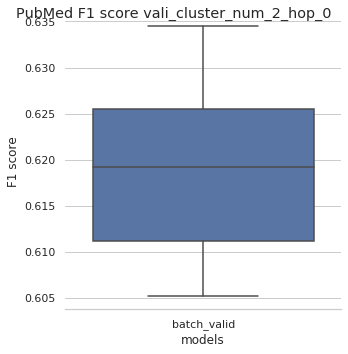 PubMed F1 score vali_cluster_num_2_hop_0
0.635
0.630
0.625
0.620
0.615
0.610
0.605
F1 score
batch_valid
models